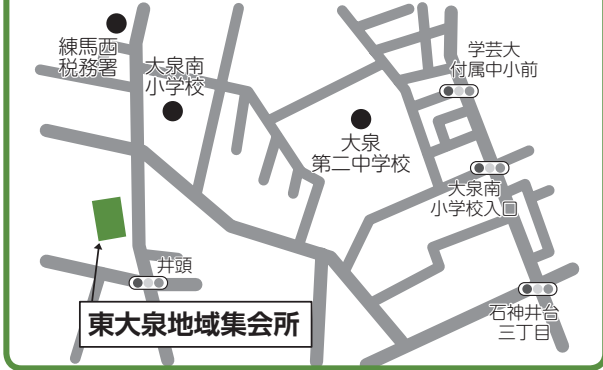 練馬西
税務署
大泉南
小学校
学芸大
付属中小前
大泉
第二中学校
大泉南
小学校入口
井頭
東大泉地域集会所
石神井台
三丁目